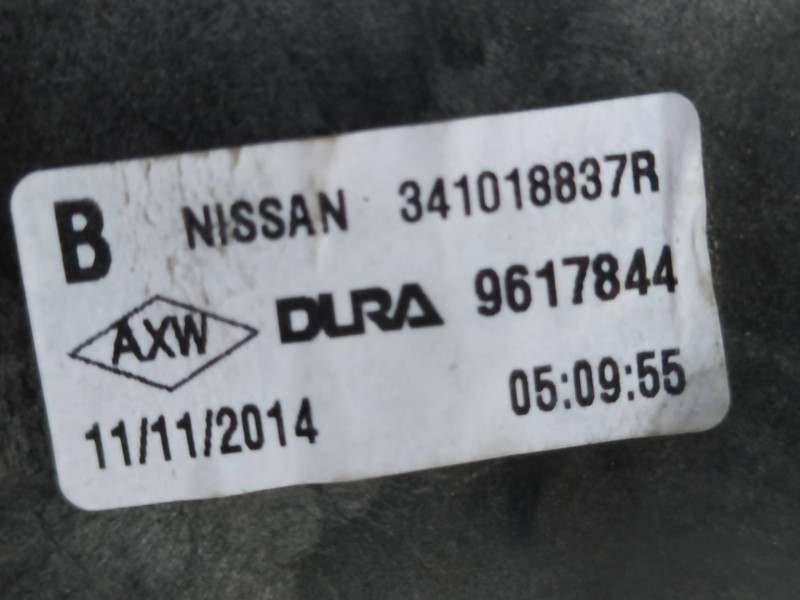 B NISSAN 341018837R
AXW DURA 9617844
11/11/2014 05:09:55